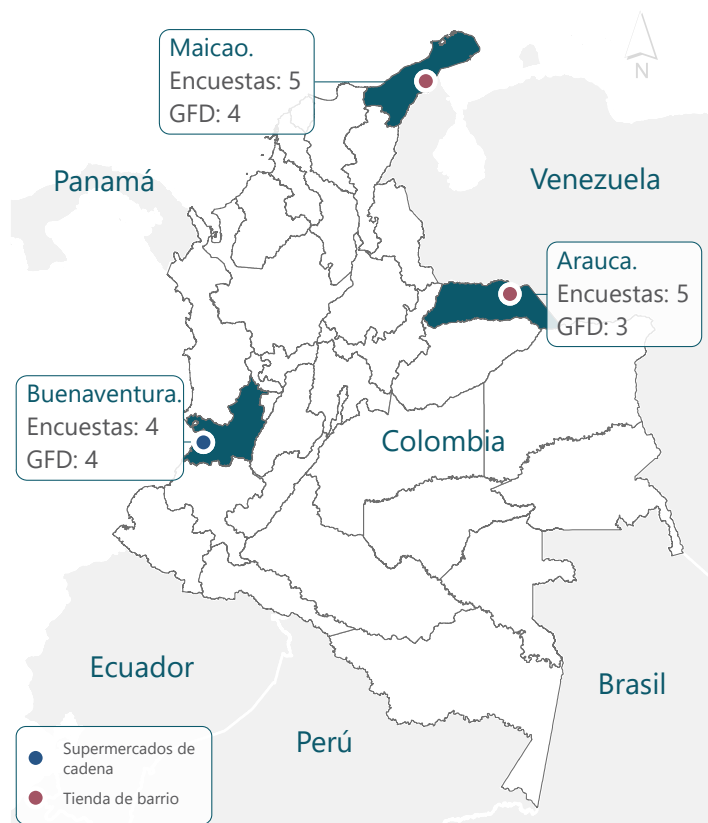 Maicao.
Encuestas: 5
GFD: 4
N
Panamá
Venezuela
Arauca.
Encuestas: 5
GFD: 3
Buenaventura.
Encuestas: 4
GFD: 4
Colombia
Ecuador
Brasil
Perú
Supermercados de
cadena
Tienda de barrio